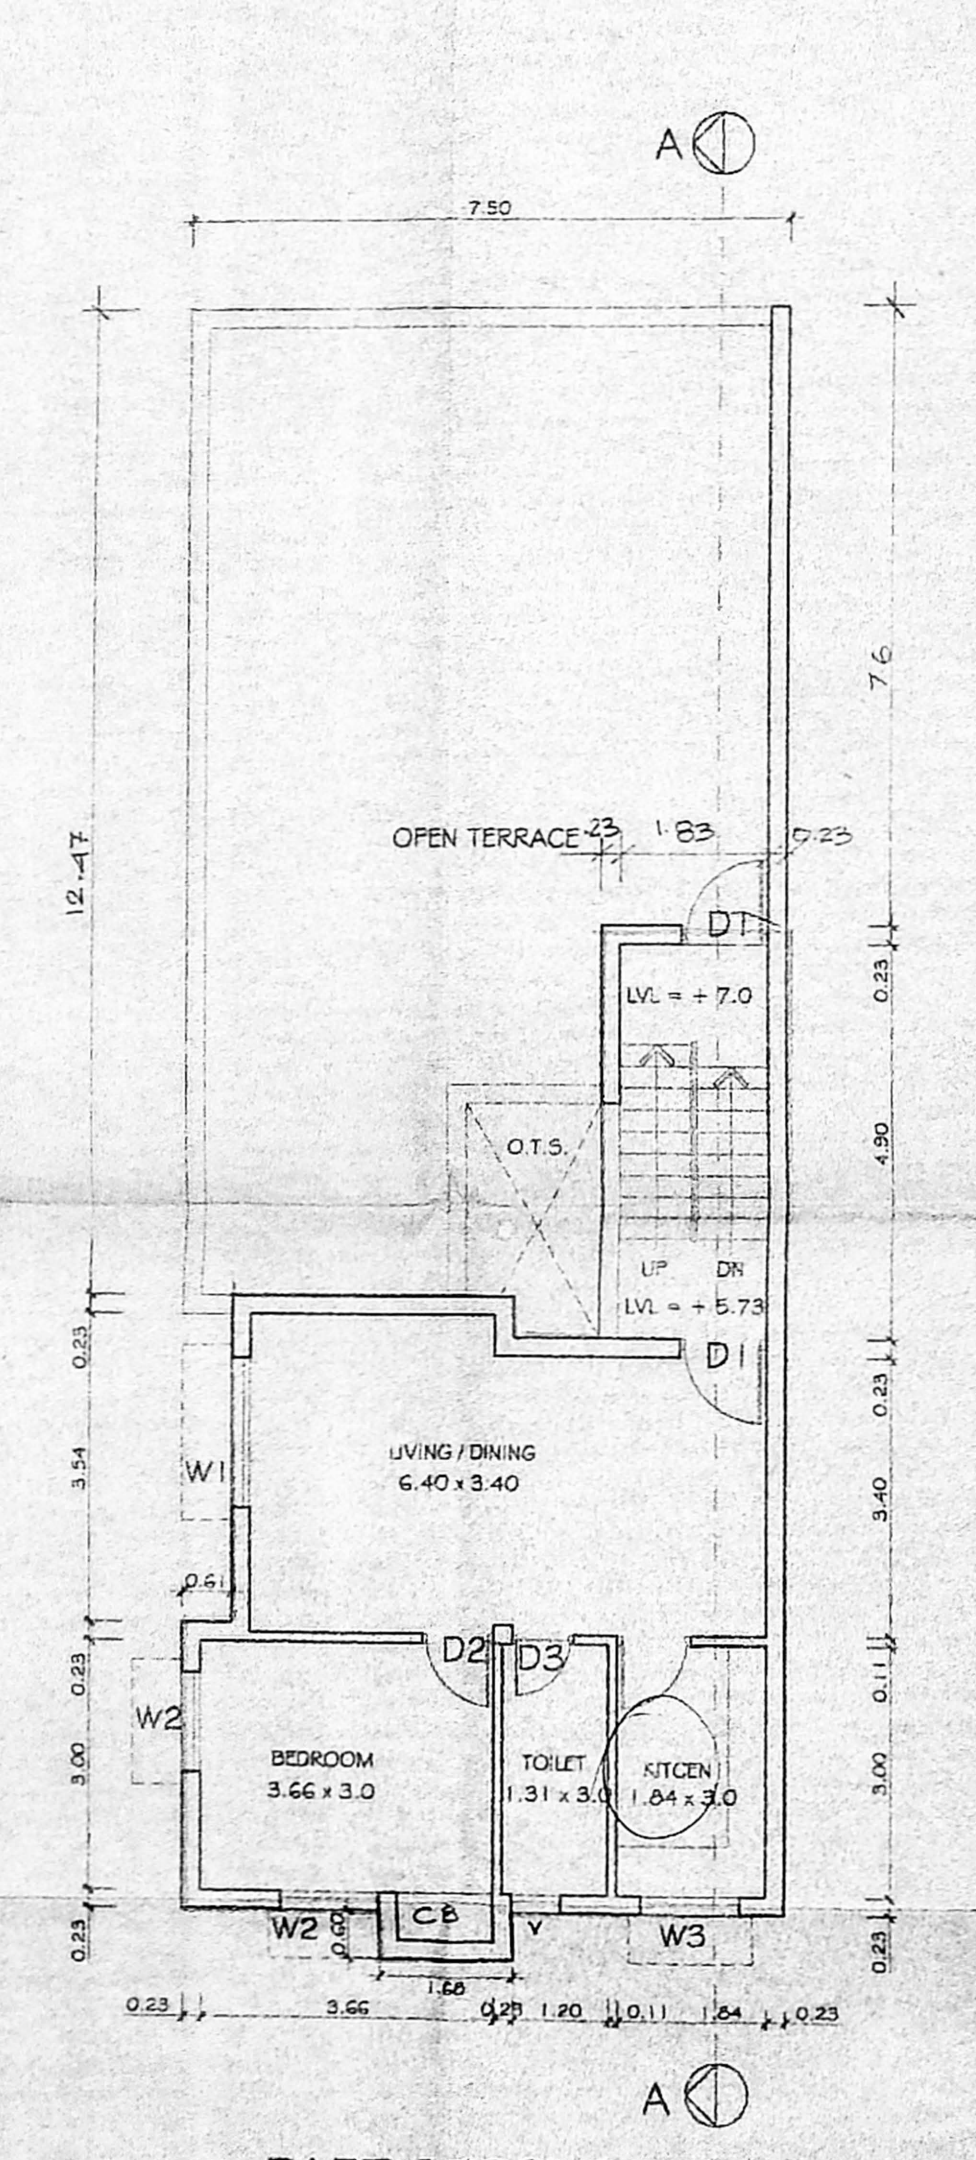 A
7.50
7.6
12.47
OPEN TERRACE .23 1.83 0.23
D1
LVL = + 7.0
0.23
4.90
O.T.S.
UP DN
LVL = + 5.73
0.23
D1
0.23
LIVING / DINING
6.40 x 3.40
W1
3.54
3.40
0.61
D2 D3
0.23
0.11
W2
BEDROOM
3.66 x 3.0
TOILET
1.31 x 3.0
KITCEN
1.84 x 3.0
3.00
3.00
W2
0.60
CB
V
W3
0.23
0.23
1.68
0.23 3.66 0.23 1.20 0.11 1.84 0.23
A